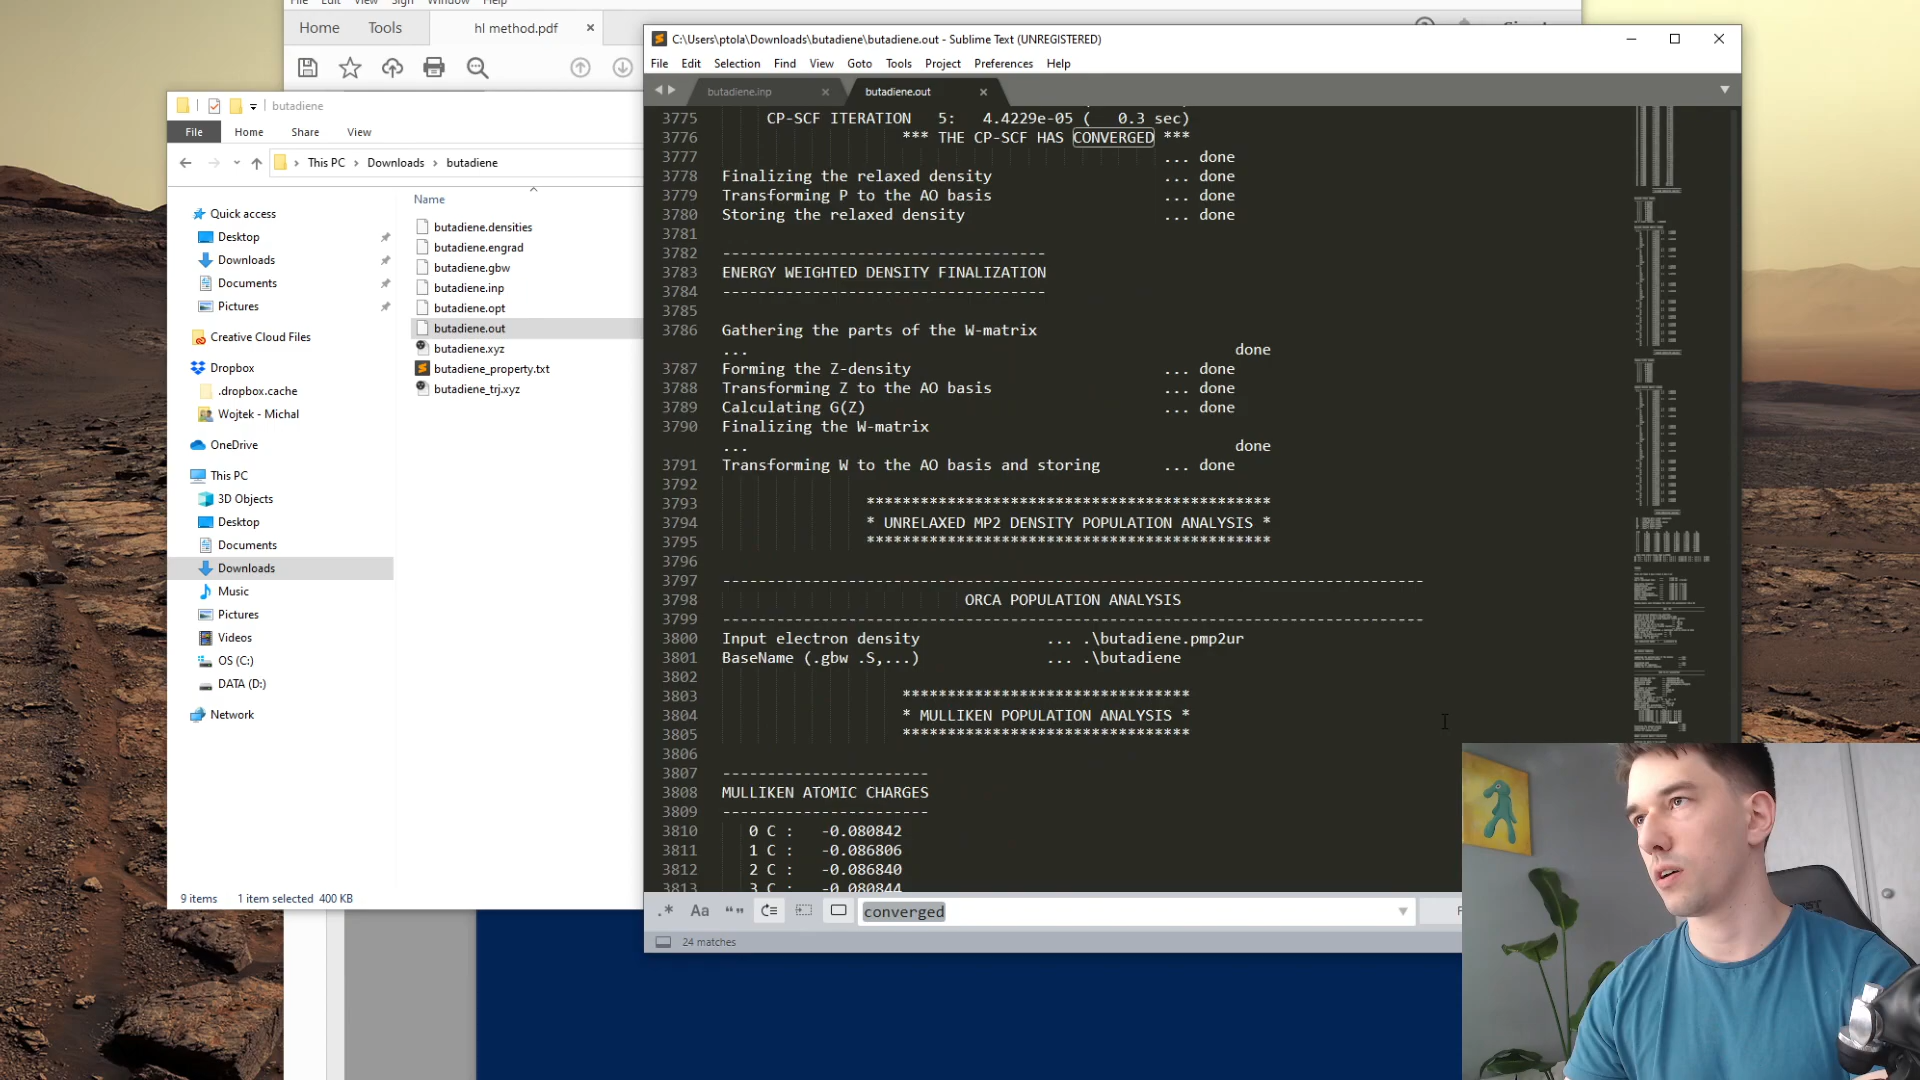 File Edit View Sign Window Help
Home Tools hl method.pdf ×
C:\Users\ptola\Downloads\butadiene\butadiene.out - Sublime Text (UNREGISTERED)
File Edit Selection Find View Goto Tools Project Preferences Help
butadiene.inp × butadiene.out ×
butadiene
File Home Share View
This PC > Downloads > butadiene
Name
Quick access
Desktop
Downloads
Documents
Pictures
Creative Cloud Files
Dropbox
.dropbox.cache
Wojtek - Michal
OneDrive
This PC
3D Objects
Desktop
Documents
Downloads
Music
Pictures
Videos
OS (C:)
DATA (D:)
Network
butadiene.densities
butadiene.engrad
butadiene.gbw
butadiene.inp
butadiene.opt
butadiene.out
butadiene.xyz
butadiene_property.txt
butadiene_trj.xyz
9 items 1 item selected 400 KB
3775 CP-SCF ITERATION 5: 4.4229e-05 ( 0.3 sec)
3776 *** THE CP-SCF HAS CONVERGED ***
3777 ... done
3778 Finalizing the relaxed density ... done
3779 Transforming P to the AO basis ... done
3780 Storing the relaxed density ... done
3781
3782 ------------------------------------
3783 ENERGY WEIGHTED DENSITY FINALIZATION
3784 ------------------------------------
3785
3786 Gathering the parts of the W-matrix
... done
3787 Forming the Z-density ... done
3788 Transforming Z to the AO basis ... done
3789 Calculating G(Z) ... done
3790 Finalizing the W-matrix
... done
3791 Transforming W to the AO basis and storing ... done
3792
3793 *********************************************
3794 * UNRELAXED MP2 DENSITY POPULATION ANALYSIS *
3795 *********************************************
3796
3797 ------------------------------------------------------------------------------
3798 ORCA POPULATION ANALYSIS
3799 ------------------------------------------------------------------------------
3800 Input electron density ... .\butadiene.pmp2ur
3801 BaseName (.gbw .S,...) ... .\butadiene
3802
3803 ********************************
3804 * MULLIKEN POPULATION ANALYSIS *
3805 ********************************
3806
3807 -----------------------
3808 MULLIKEN ATOMIC CHARGES
3809 -----------------------
3810 0 C : -0.080842
3811 1 C : -0.086806
3812 2 C : -0.086840
3813 3 C : -0.080844
.* Aa “” converged
24 matches